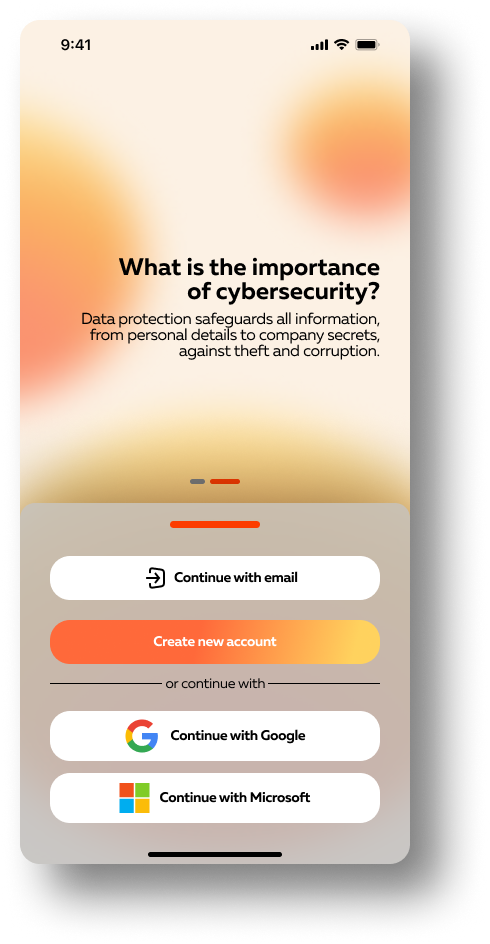 9:41
What is the importance
of cybersecurity?
Data protection safeguards all information,
from personal details to company secrets,
against theft and corruption.
Continue with email
Create new account
or continue with
Continue with Google
Continue with Microsoft